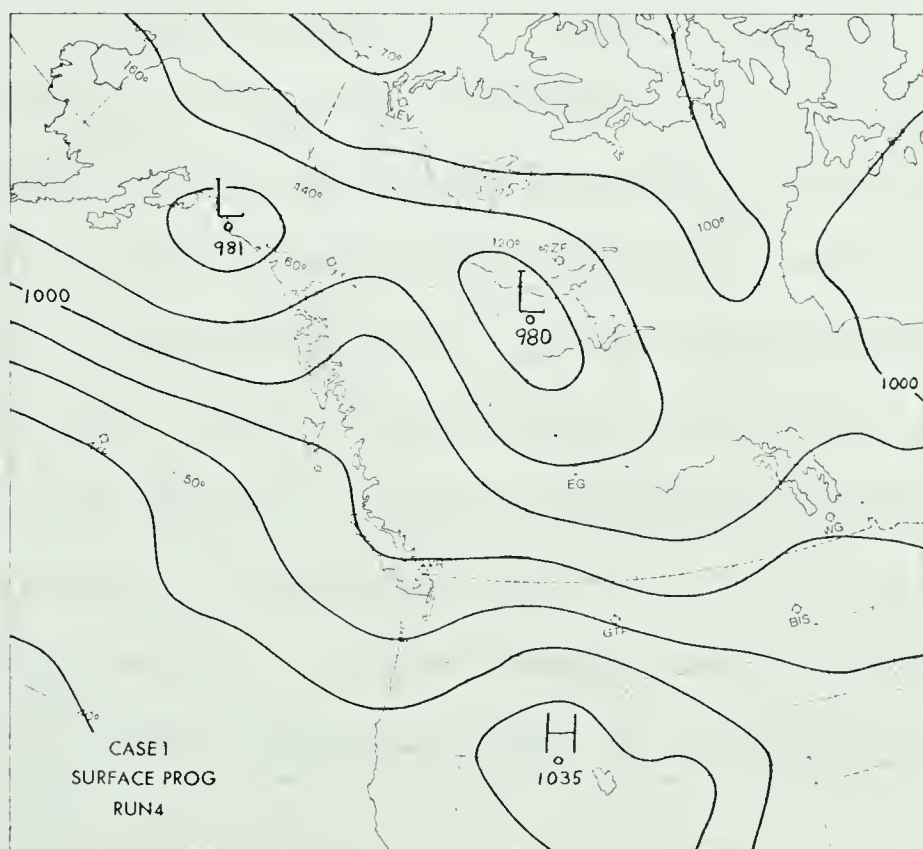 70°
160°
EV
140°
L
981
60°
100°
120°
ZF
L
980
1000
1000
50°
EG
WG
GTF
BIS
H
1035
CASE 1
SURFACE PROG
RUN4